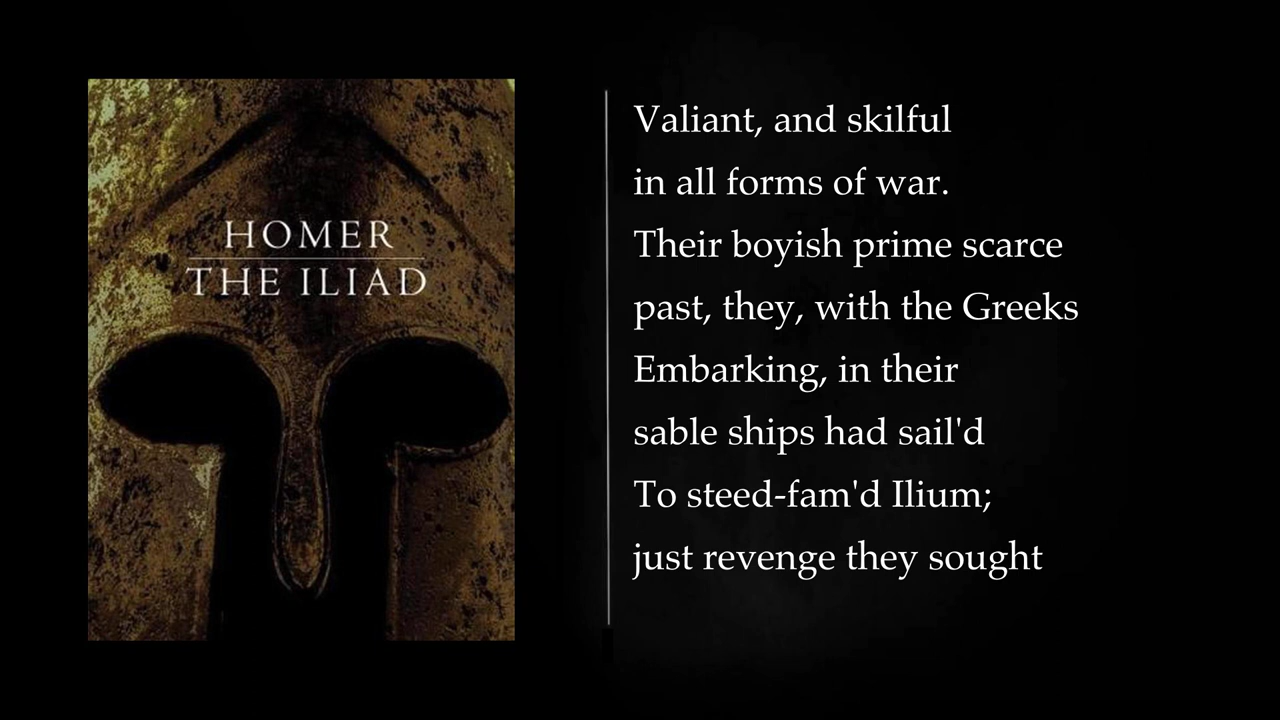 HOMER
THE ILIAD
Valiant, and skilful
in all forms of war.
Their boyish prime scarce
past, they, with the Greeks
Embarking, in their
sable ships had sail'd
To steed-fam'd Ilium;
just revenge they sought